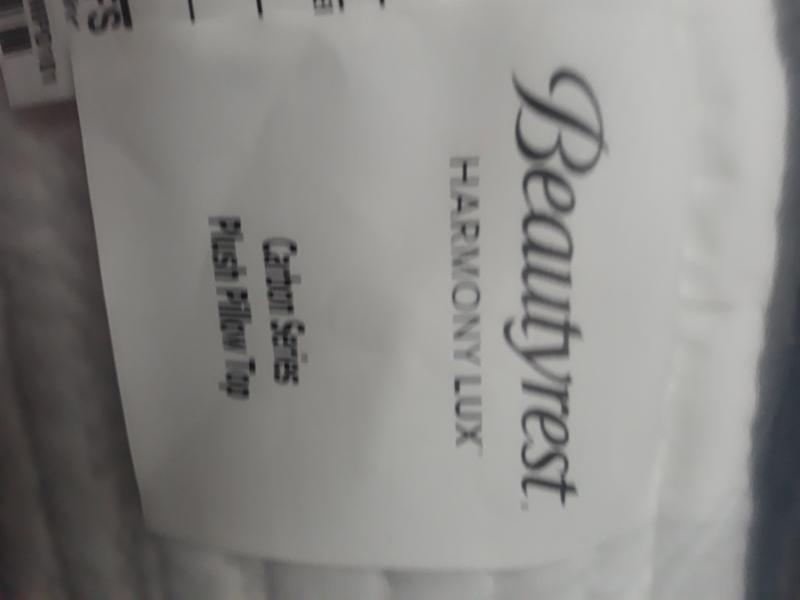 Beautyrest
HARMONY LUX
Carbon Series
Plush Pillow Top